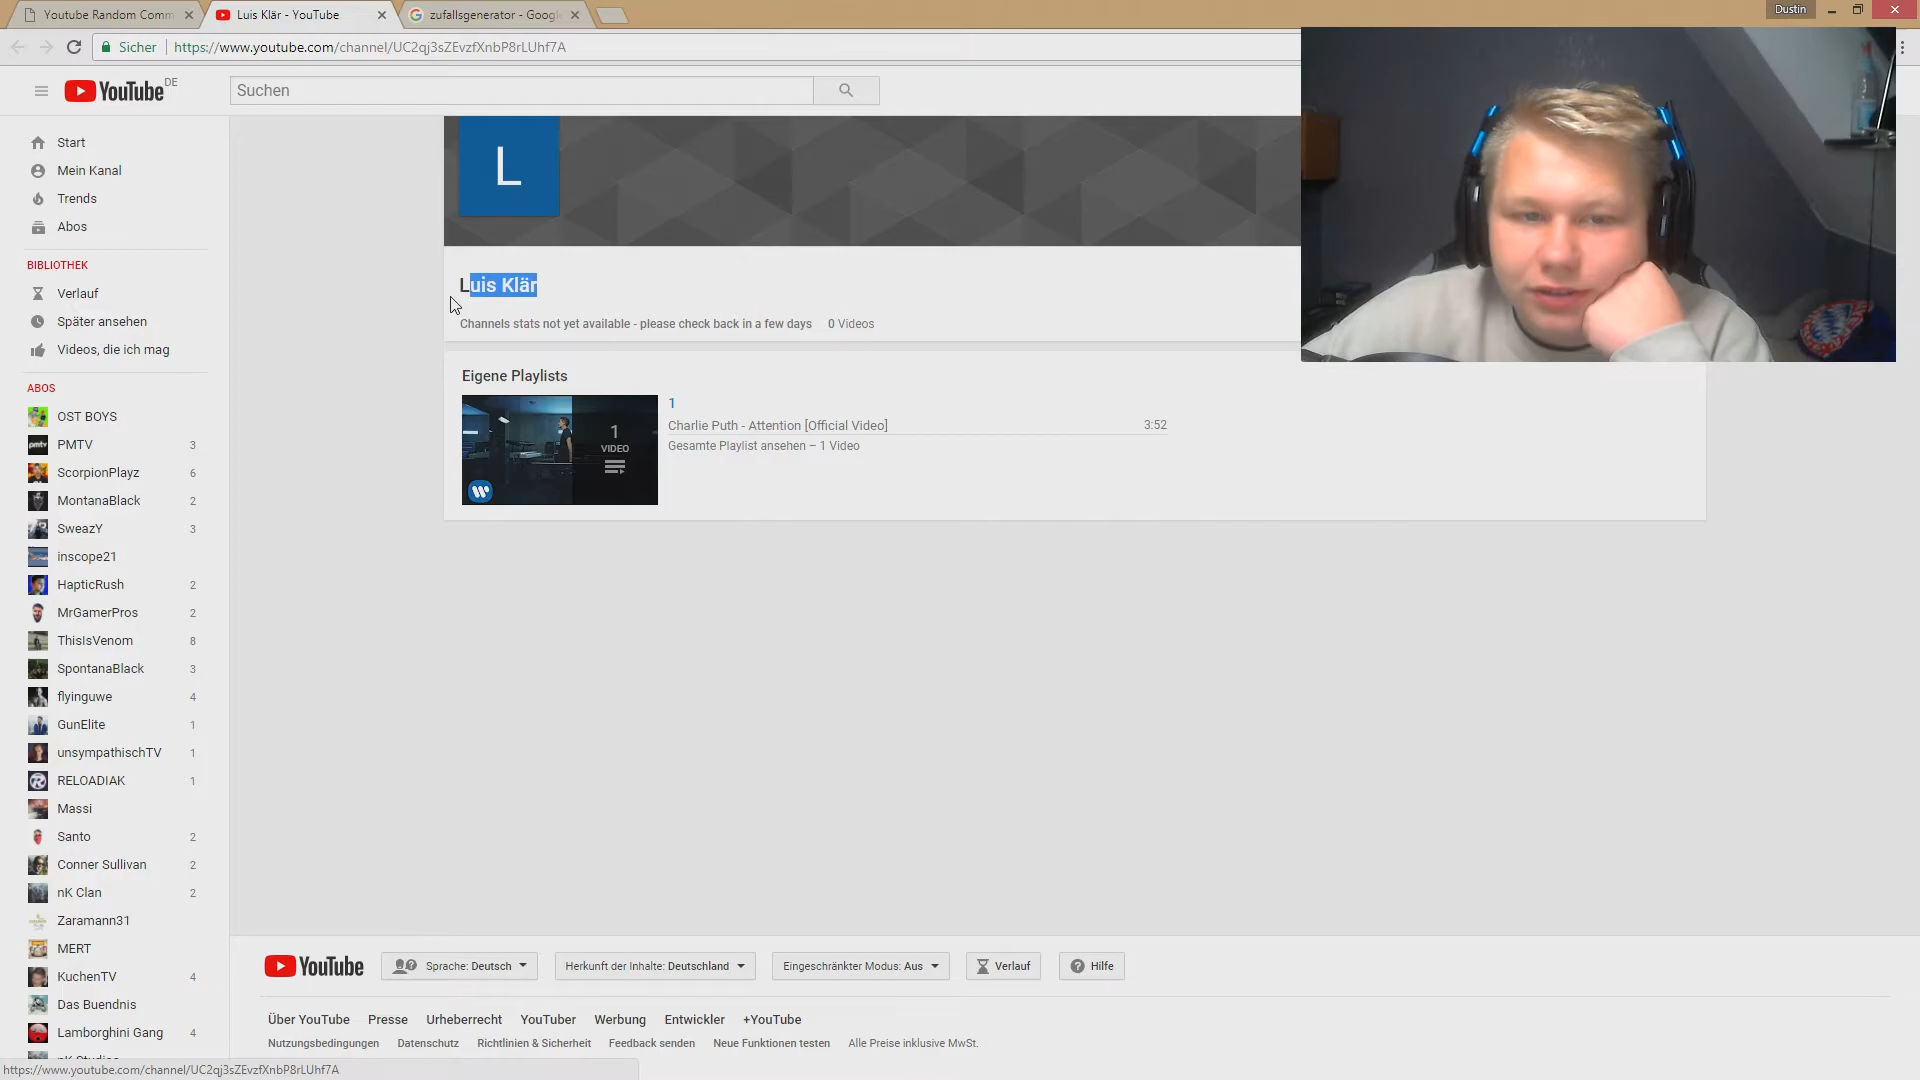 Youtube Random Comm
Luis Klär - YouTube
zufallsgenerator - Google
Dustin
Sicher
https://www.youtube.com/channel/UC2qj3sZEvzfXnbP8rLUhf7A
YouTube DE
Suchen
Start
Mein Kanal
Trends
Abos
BIBLIOTHEK
Verlauf
Später ansehen
Videos, die ich mag
ABOS
OST BOYS
PMTV 3
ScorpionPlayz 6
MontanaBlack 2
SweazY 3
inscope21
HapticRush 2
MrGamerPros 2
ThisIsVenom 8
SpontanaBlack 3
flyinguwe 4
GunElite 1
unsympathischTV 1
RELOADIAK 1
Massi
Santo 2
Conner Sullivan 2
nK Clan 2
Zaramann31
MERT
KuchenTV 4
Das Buendnis
Lamborghini Gang 4
L
Luis Klär
Channels stats not yet available - please check back in a few days 0 Videos
Eigene Playlists
1
VIDEO
1
Charlie Puth - Attention [Official Video] 3:52
Gesamte Playlist ansehen – 1 Video
YouTube
Sprache: Deutsch
Herkunft der Inhalte: Deutschland
Eingeschränkter Modus: Aus
Verlauf
Hilfe
Über YouTube Presse Urheberrecht YouTuber Werbung Entwickler +YouTube
Nutzungsbedingungen Datenschutz Richtlinien & Sicherheit Feedback senden Neue Funktionen testen Alle Preise inklusive MwSt.
https://www.youtube.com/channel/UC2qj3sZEvzfXnbP8rLUhf7A